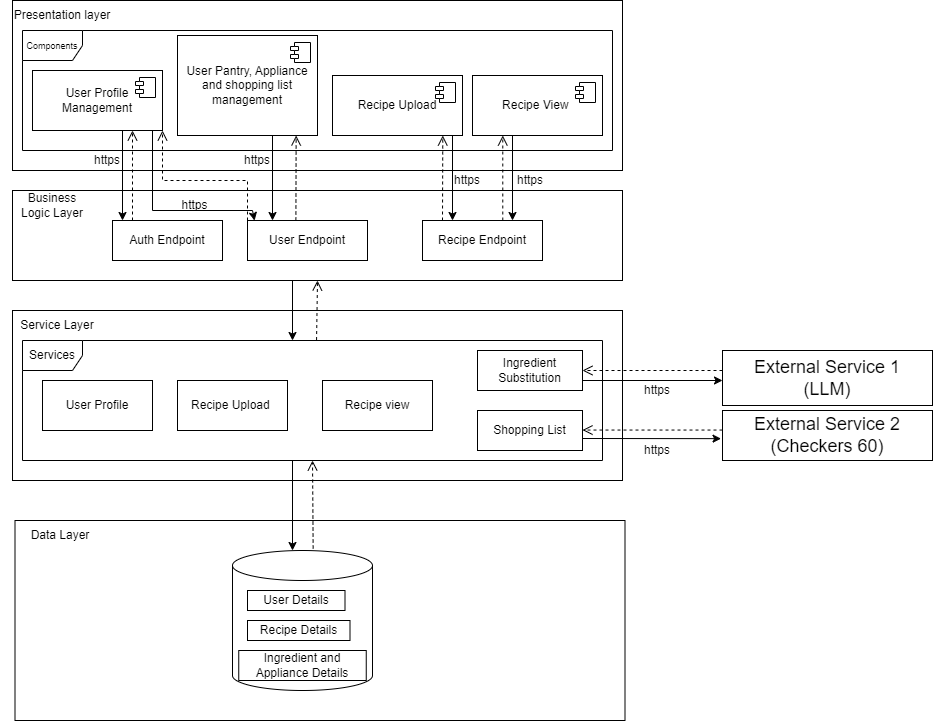 Presentation layer
Components
User Profile
Management
User Pantry, Appliance
and shopping list
management
Recipe Upload
Recipe View
https
https
https
https
Business
Logic Layer
https
Auth Endpoint
User Endpoint
Recipe Endpoint
Service Layer
Services
User Profile
Recipe Upload
Recipe view
Ingredient
Substitution
Shopping List
https
https
External Service 1
(LLM)
External Service 2
(Checkers 60)
Data Layer
User Details
Recipe Details
Ingredient and
Appliance Details